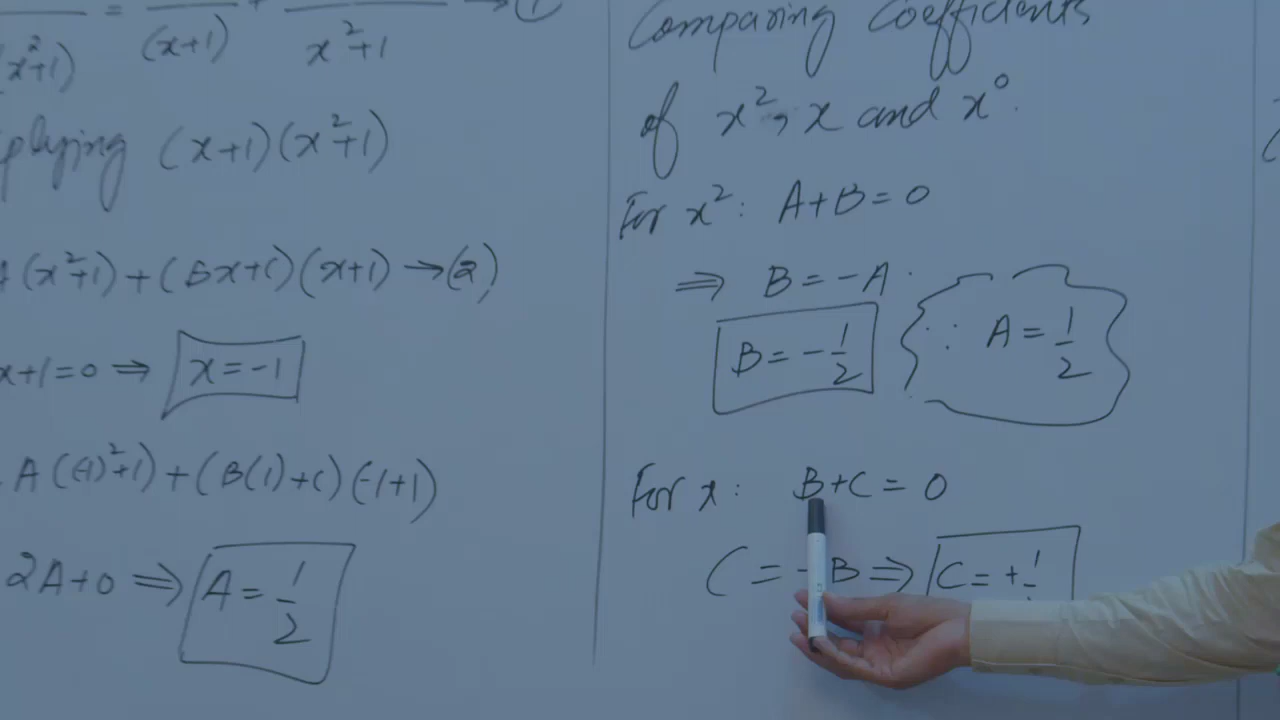 (x²+1) = (x+1) + x²+1 → (1)
plying (x+1)(x²+1)
A(x²+1)+(Bx+C)(x+1)→(2)
x+1=0 ⇒ x=-1
A((-1)²+1)+(B(1)+C)(-1+1)
2A+0 ⇒ A=1/2
Comparing Coefficients
of x², x and x⁰.
For x²: A+B=0
⇒ B=-A.
B=-1/2 ∵ A=1/2
For x: B+C=0
C=-B ⇒ C=+1